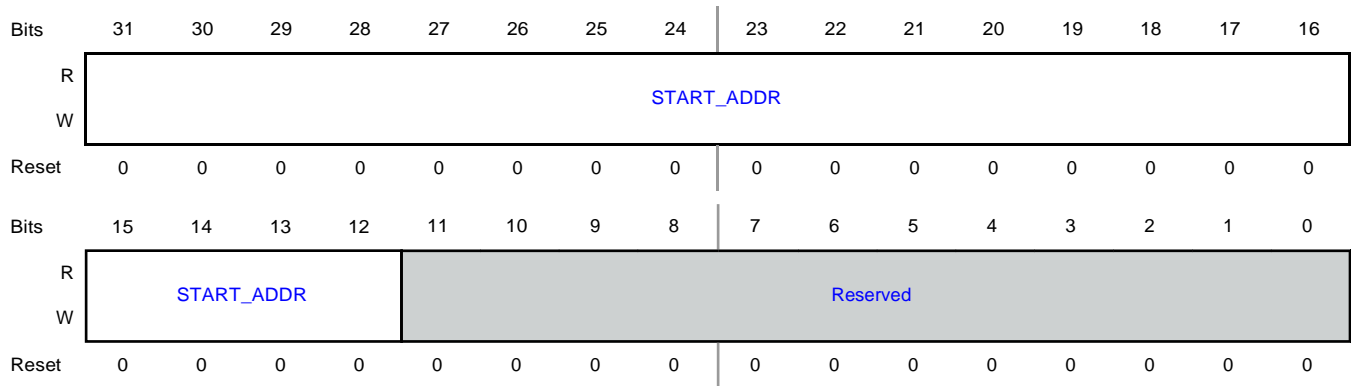 Bits 31 30 29 28 27 26 25 24 23 22 21 20 19 18 17 16
R
START_ADDR
W
Reset 0 0 0 0 0 0 0 0 0 0 0 0 0 0 0 0
Bits 15 14 13 12 11 10 9 8 7 6 5 4 3 2 1 0
R
START_ADDR Reserved
W
Reset 0 0 0 0 0 0 0 0 0 0 0 0 0 0 0 0